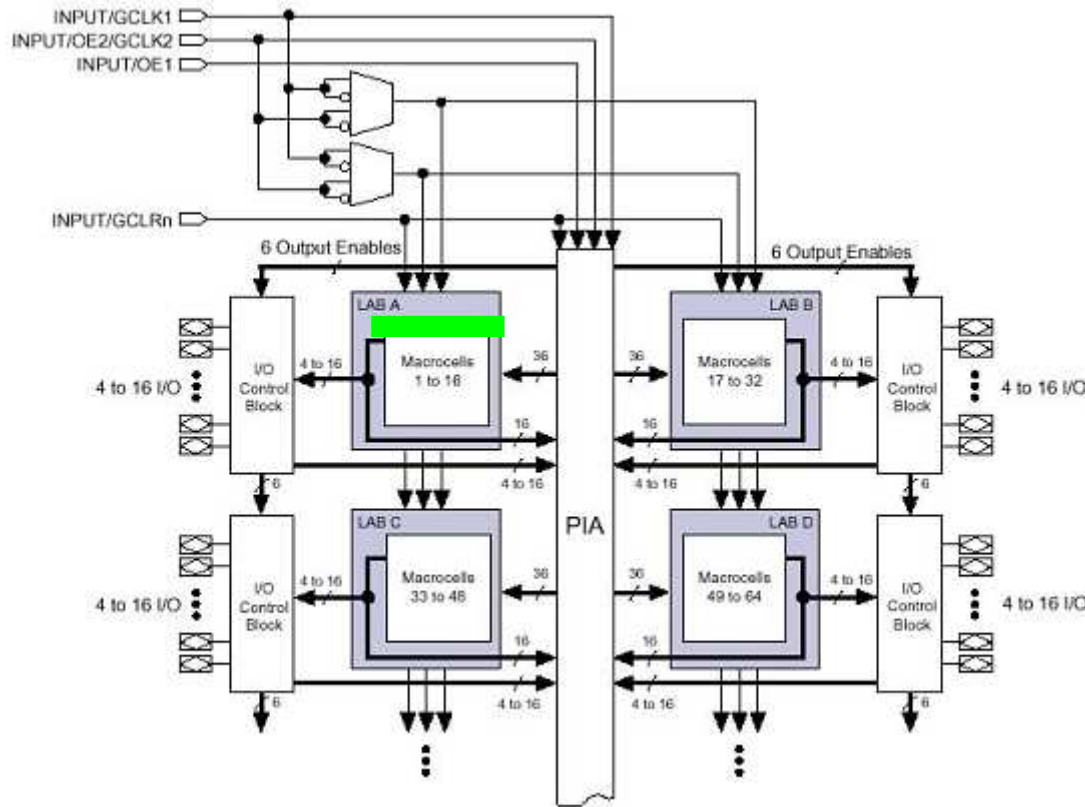 INPUT/GCLK1
INPUT/OE2/GCLK2
INPUT/OE1
INPUT/GCLRn
6 Output Enables
6 Output Enables
LAB A
LAB B
4 to 16 I/O
I/O
Control
Block
4 to 16
Macrocells
1 to 16
36
36
Macrocells
17 to 32
4 to 16
I/O
Control
Block
4 to 16 I/O
16
16
4 to 16
4 to 16
6
6
PIA
LAB C
LAB D
4 to 16 I/O
I/O
Control
Block
4 to 16
Macrocells
33 to 48
36
36
Macrocells
49 to 64
4 to 16
I/O
Control
Block
4 to 16 I/O
16
16
4 to 16
4 to 16
6
6